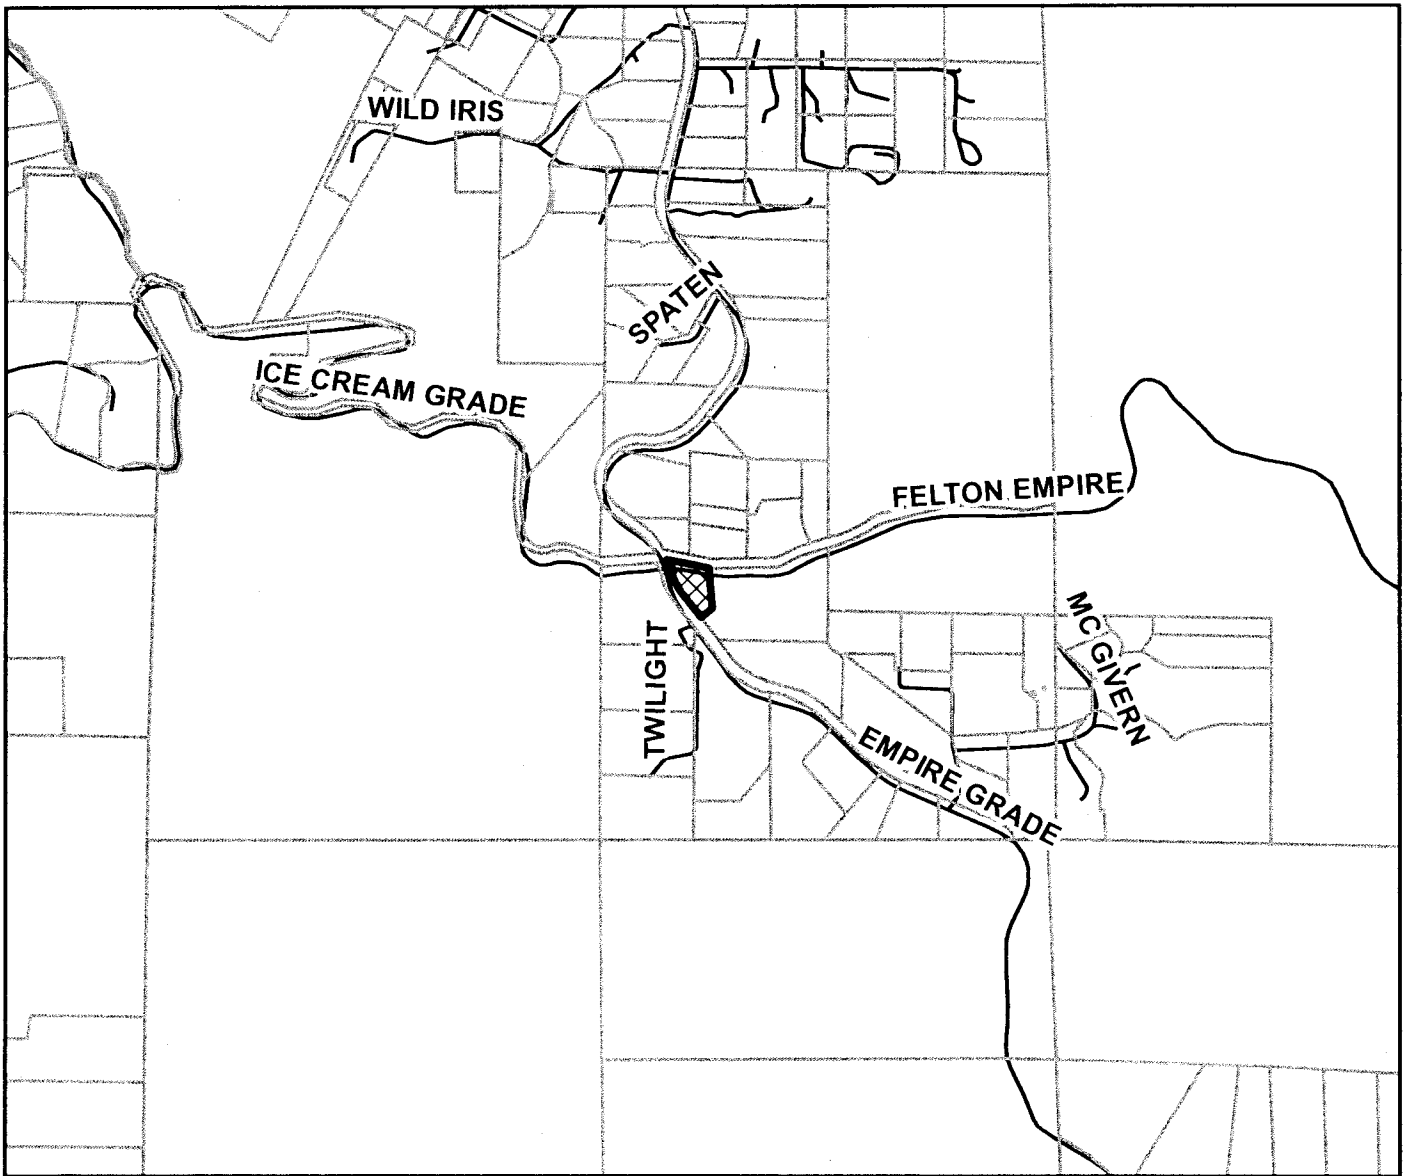 WILD IRIS
SPATEN
ICE CREAM GRADE
FELTON EMPIRE
MC GIVERN
TWILIGHT
EMPIRE GRADE